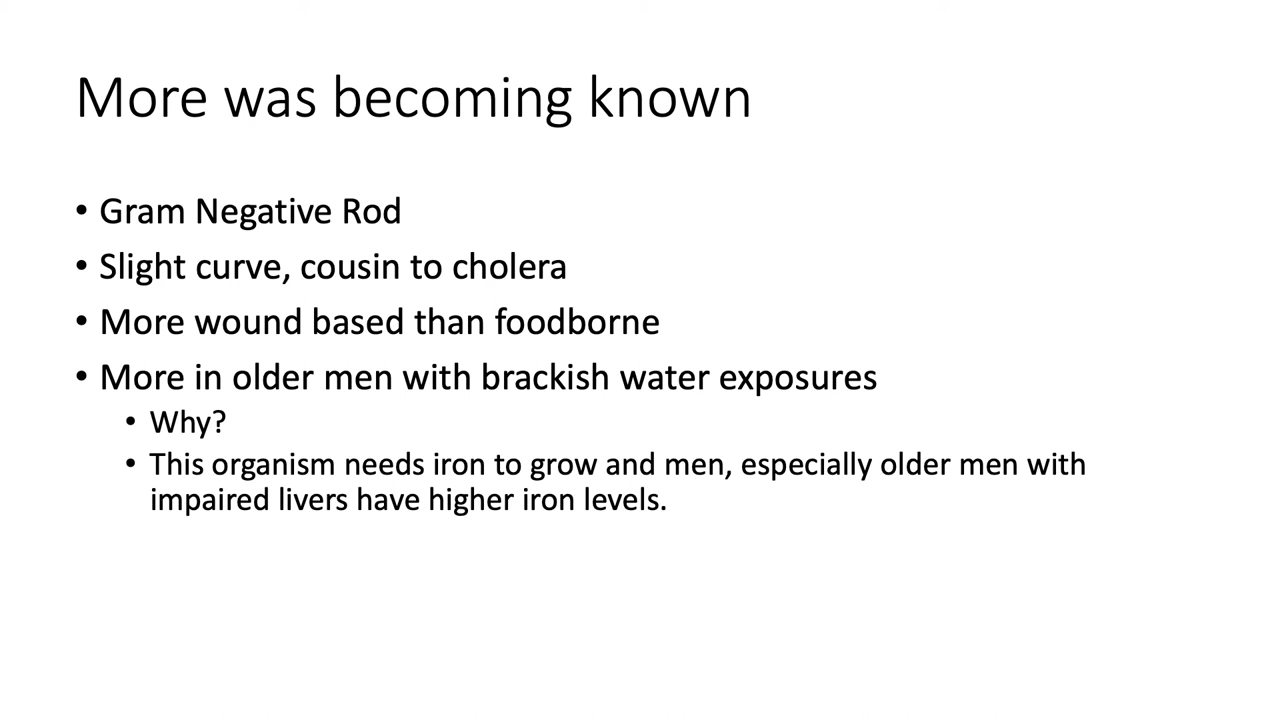 More was becoming known
• Gram Negative Rod
• Slight curve, cousin to cholera
• More wound based than foodborne
• More in older men with brackish water exposures
• Why?
• This organism needs iron to grow and men, especially older men with
impaired livers have higher iron levels.